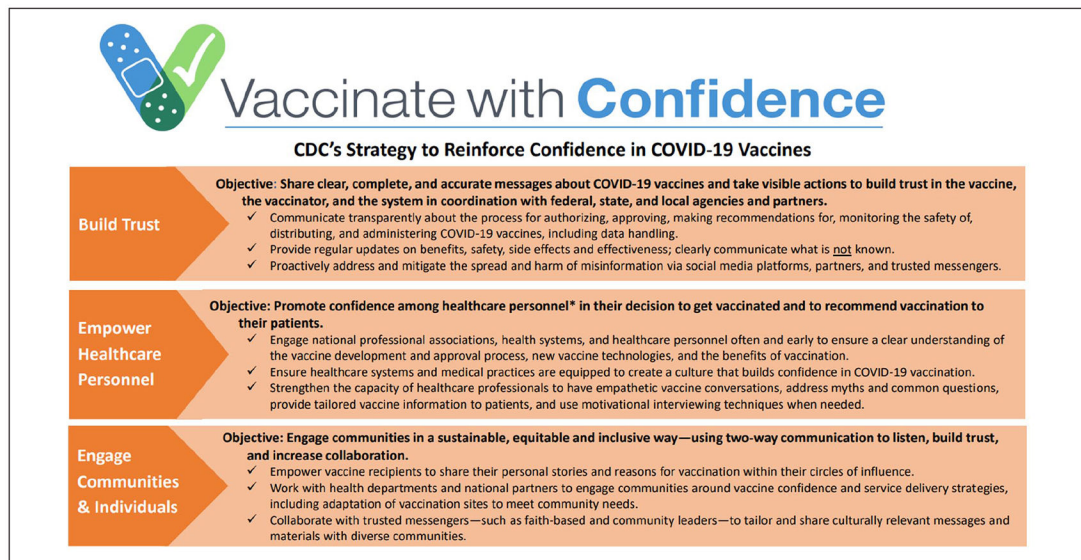 Vaccinate with Confidence
CDC's Strategy to Reinforce Confidence in COVID-19 Vaccines
Build Trust
Objective: Share clear, complete, and accurate messages about COVID-19 vaccines and take visible actions to build trust in the vaccine,
the vaccinator, and the system in coordination with federal, state, and local agencies and partners.
✓ Communicate transparently about the process for authorizing, approving, making recommendations for, monitoring the safety of,
distributing, and administering COVID-19 vaccines, including data handling.
✓ Provide regular updates on benefits, safety, side effects and effectiveness; clearly communicate what is not known.
✓ Proactively address and mitigate the spread and harm of misinformation via social media platforms, partners, and trusted messengers.
Empower
Healthcare
Personnel
Objective: Promote confidence among healthcare personnel* in their decision to get vaccinated and to recommend vaccination to
their patients.
✓ Engage national professional associations, health systems, and healthcare personnel often and early to ensure a clear understanding of
the vaccine development and approval process, new vaccine technologies, and the benefits of vaccination.
✓ Ensure healthcare systems and medical practices are equipped to create a culture that builds confidence in COVID-19 vaccination.
✓ Strengthen the capacity of healthcare professionals to have empathetic vaccine conversations, address myths and common questions,
provide tailored vaccine information to patients, and use motivational interviewing techniques when needed.
Engage
Communities
& Individuals
Objective: Engage communities in a sustainable, equitable and inclusive way—using two-way communication to listen, build trust,
and increase collaboration.
✓ Empower vaccine recipients to share their personal stories and reasons for vaccination within their circles of influence.
✓ Work with health departments and national partners to engage communities around vaccine confidence and service delivery strategies,
including adaptation of vaccination sites to meet community needs.
✓ Collaborate with trusted messengers—such as faith-based and community leaders—to tailor and share culturally relevant messages and
materials with diverse communities.